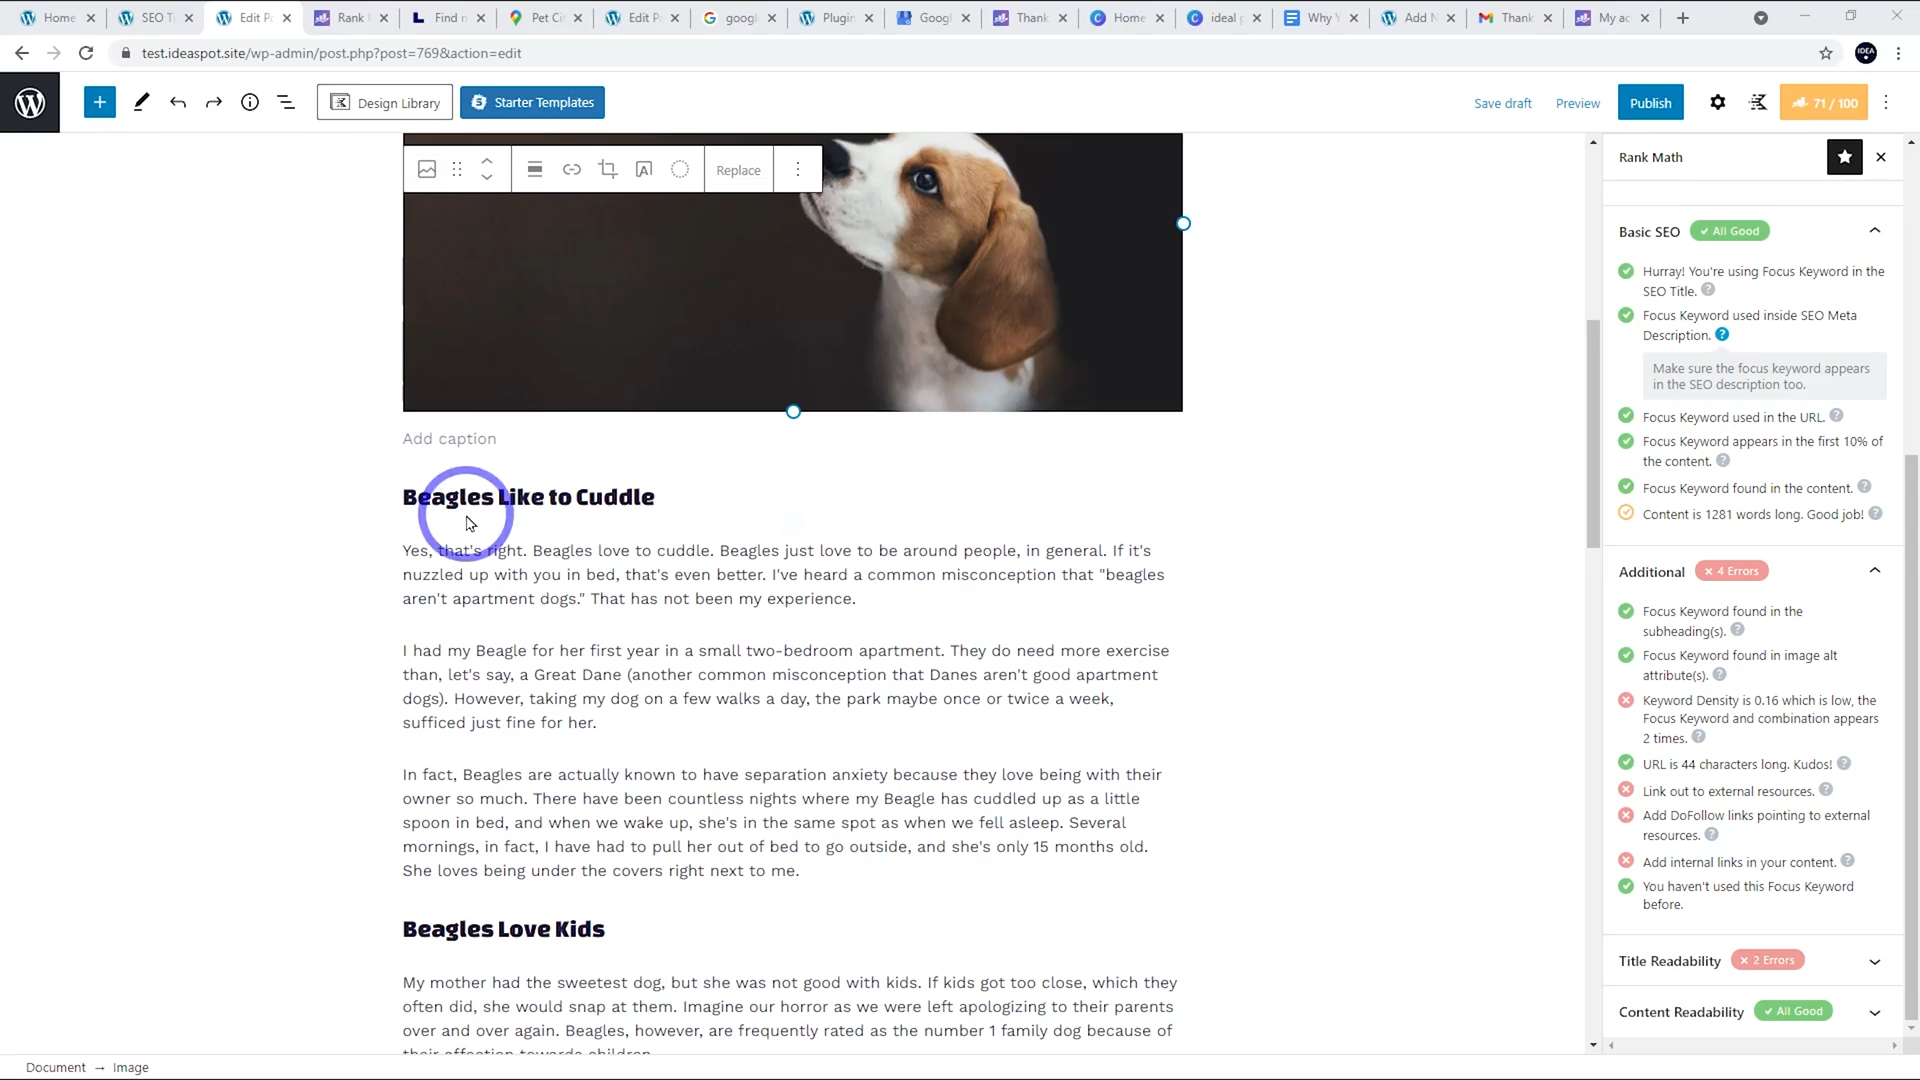 Home
SEO T
Edit P
Rank
Find n
Pet Ci
Edit P
googl
Plugin
Googl
Thank
Home
ideal p
Why Y
Add N
Thank
My ac
test.ideaspot.site/wp-admin/post.php?post=769&action=edit
IDEA
Design Library
Starter Templates
Save draft
Preview
Publish
71 / 100
Replace
Add caption
Beagles Like to Cuddle
Yes, that's right. Beagles love to cuddle. Beagles just love to be around people, in general. If it's
nuzzled up with you in bed, that's even better. I've heard a common misconception that "beagles
aren't apartment dogs." That has not been my experience.
I had my Beagle for her first year in a small two-bedroom apartment. They do need more exercise
than, let's say, a Great Dane (another common misconception that Danes aren't good apartment
dogs). However, taking my dog on a few walks a day, the park maybe once or twice a week,
sufficed just fine for her.
In fact, Beagles are actually known to have separation anxiety because they love being with their
owner so much. There have been countless nights where my Beagle has cuddled up as a little
spoon in bed, and when we wake up, she's in the same spot as when we fell asleep. Several
mornings, in fact, I have had to pull her out of bed to go outside, and she's only 15 months old.
She loves being under the covers right next to me.
Beagles Love Kids
My mother had the sweetest dog, but she was not good with kids. If kids got too close, which they
often did, she would snap at them. Imagine our horror as we were left apologizing to their parents
over and over again. Beagles, however, are frequently rated as the number 1 family dog because of
their affection towards children
Rank Math
Basic SEO
All Good
Hurray! You're using Focus Keyword in the
SEO Title.
Focus Keyword used inside SEO Meta
Description.
Make sure the focus keyword appears
in the SEO description too.
Focus Keyword used in the URL.
Focus Keyword appears in the first 10% of
the content.
Focus Keyword found in the content.
Content is 1281 words long. Good job!
Additional
4 Errors
Focus Keyword found in the
subheading(s).
Focus Keyword found in image alt
attribute(s).
Keyword Density is 0.16 which is low, the
Focus Keyword and combination appears
2 times.
URL is 44 characters long. Kudos!
Link out to external resources.
Add DoFollow links pointing to external
resources.
Add internal links in your content.
You haven't used this Focus Keyword
before.
Title Readability
2 Errors
Content Readability
All Good
Document → Image